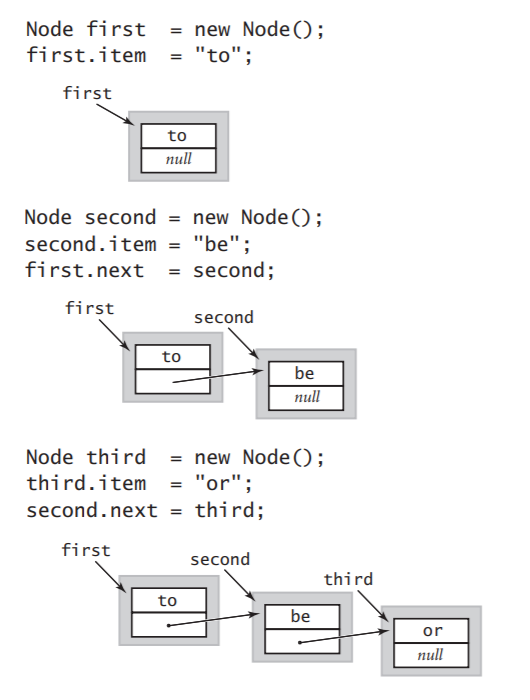 Node first  = new Node();
first.item  = "to";
first
to
null
Node second = new Node();
second.item = "be";
first.next  = second;
first
second
to
be
null
Node third  = new Node();
third.item  = "or";
second.next = third;
first
second
third
to
be
or
null